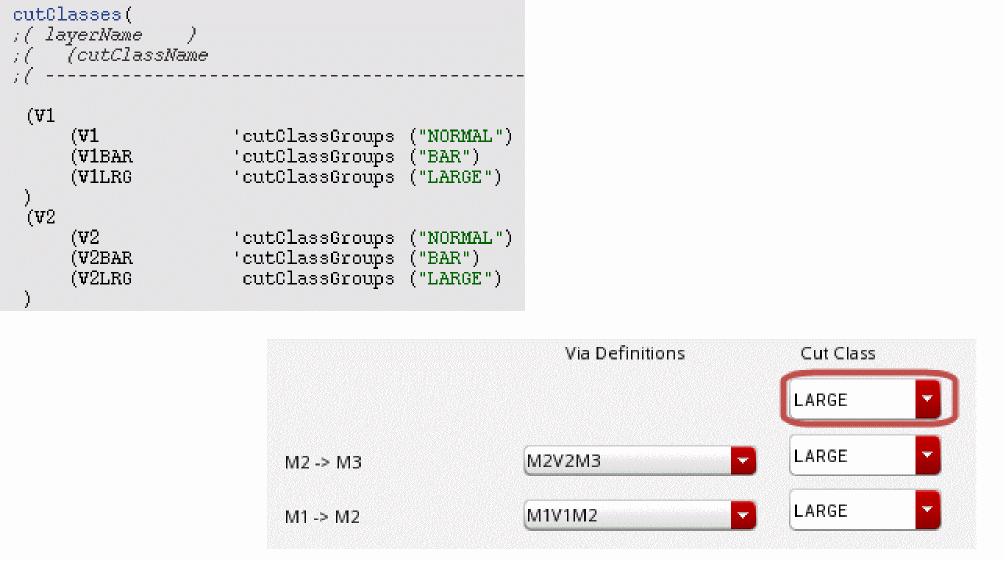 cutClasses(
;( layerName )
;( (cutClassName
;( -------------------------------------------
(V1
(V1 'cutClassGroups ("NORMAL")
(V1BAR 'cutClassGroups ("BAR")
(V1LRG 'cutClassGroups ("LARGE")
)
(V2
(V2 'cutClassGroups ("NORMAL")
(V2BAR 'cutClassGroups ("BAR")
(V2LRG cutClassGroups ("LARGE")
)
Via Definitions Cut Class
LARGE
M2 -> M3 M2V2M3 LARGE
M1 -> M2 M1V1M2 LARGE